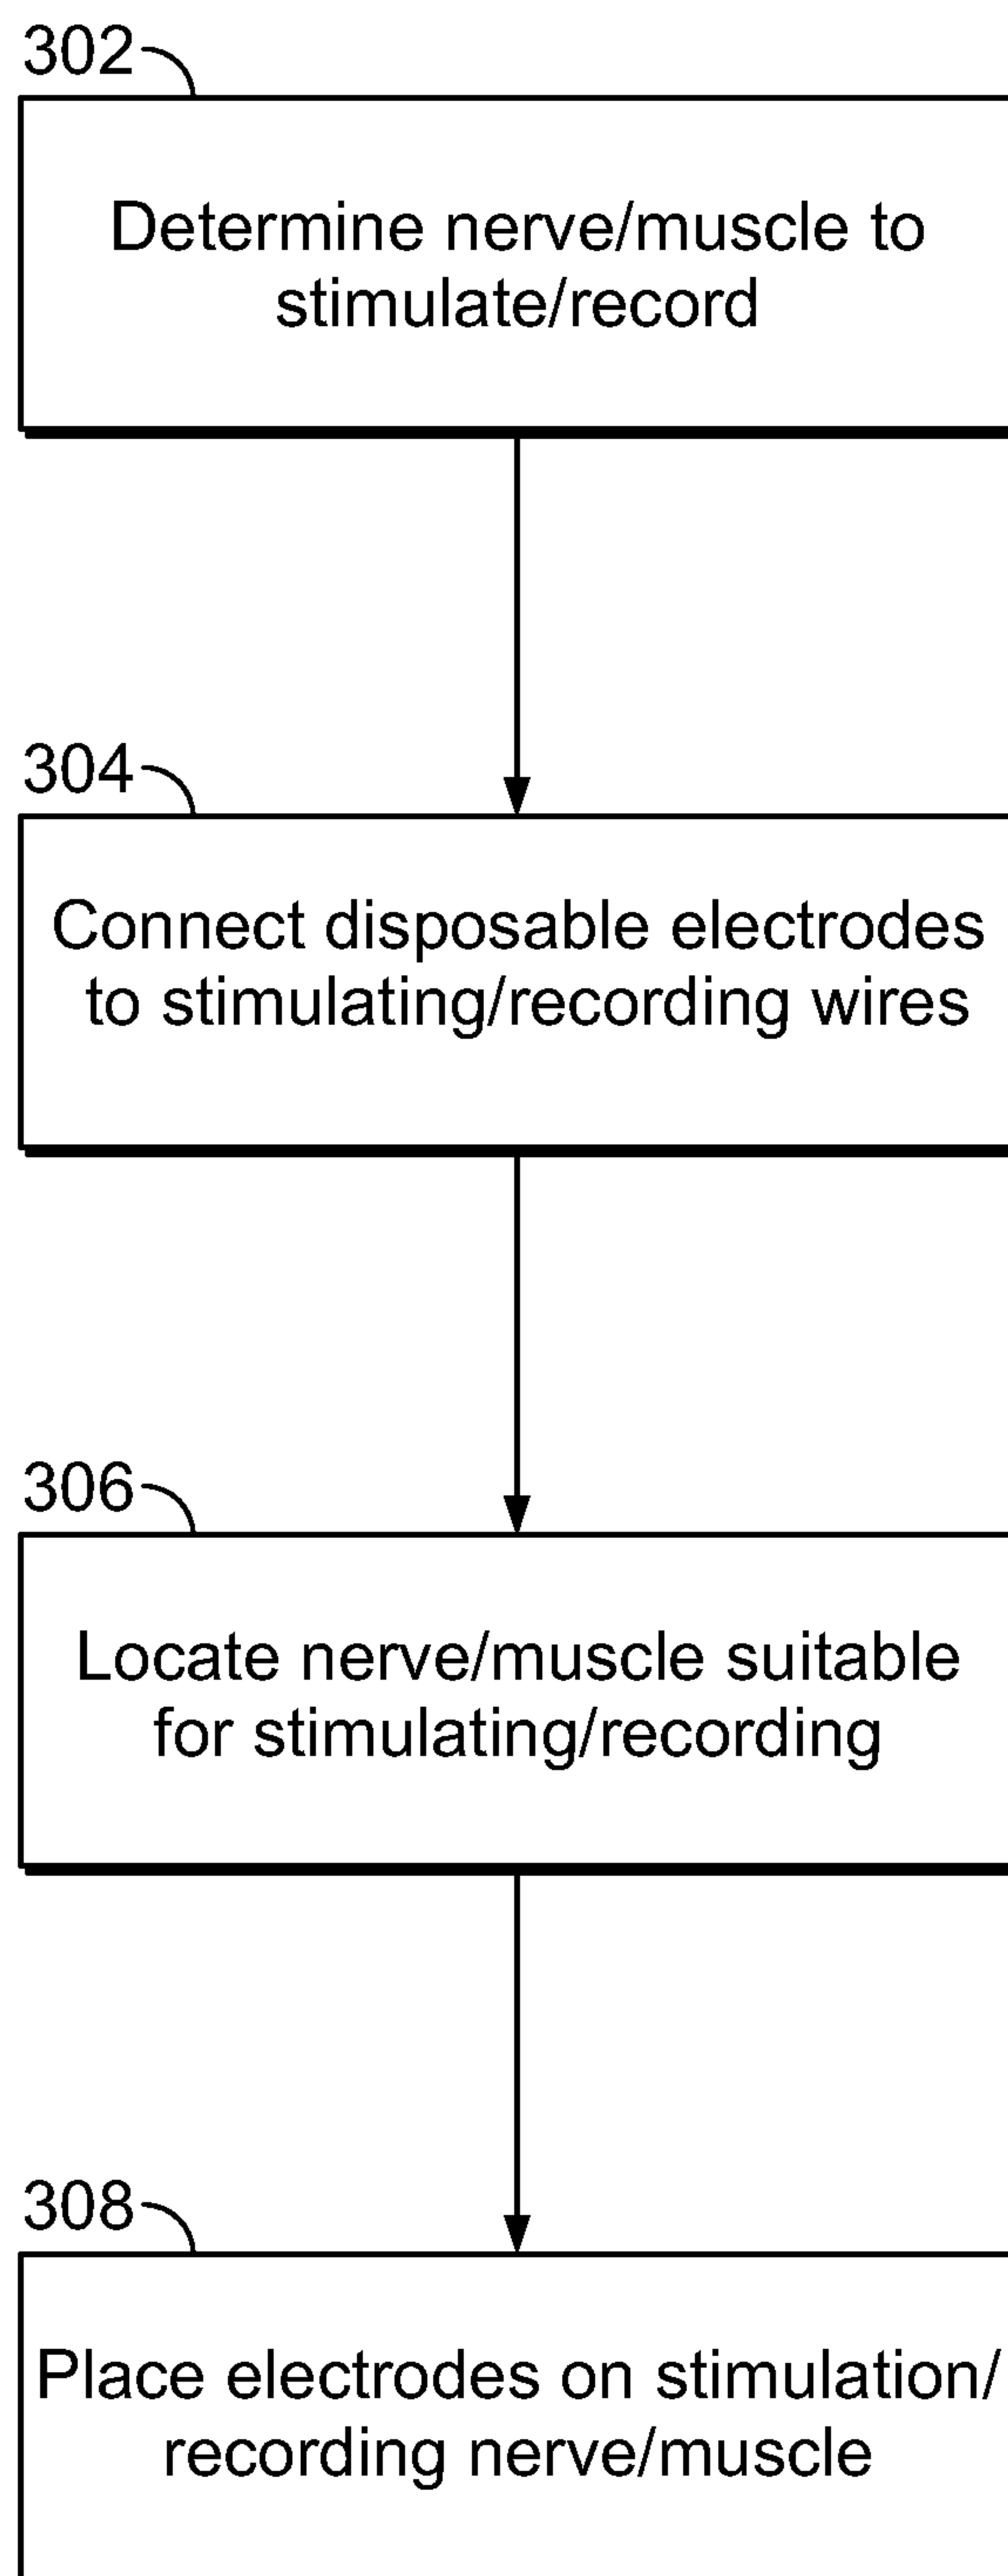 302
Determine nerve/muscle to
stimulate/record
304
Connect disposable electrodes
to stimulating/recording wires
306
Locate nerve/muscle suitable
for stimulating/recording
308
Place electrodes on stimulation/
recording nerve/muscle